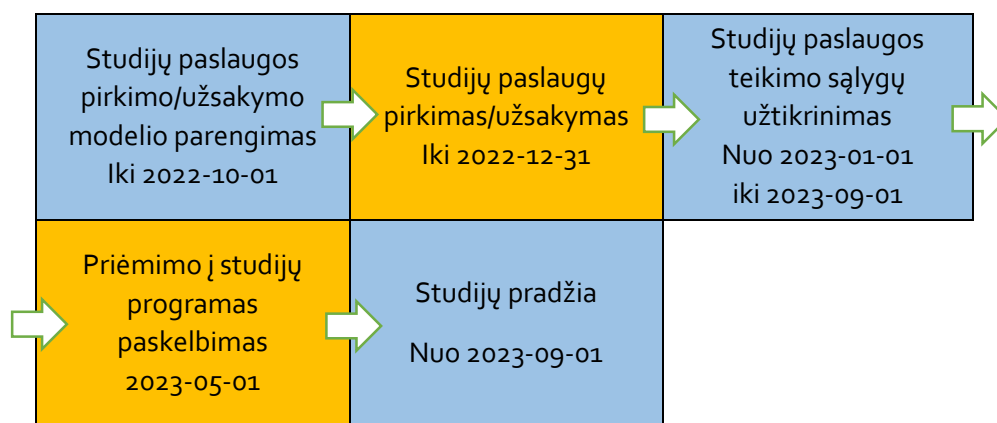 Studijų paslaugos
pirkimo/užsakymo
modelio parengimas
Iki 2022-10-01
Studijų paslaugų
pirkimas/užsakymas
Iki 2022-12-31
Studijų paslaugos
teikimo sąlygų
užtikrinimas
Nuo 2023-01-01
iki 2023-09-01
Priėmimo į studijų
programas
paskelbimas
2023-05-01
Studijų pradžia
Nuo 2023-09-01